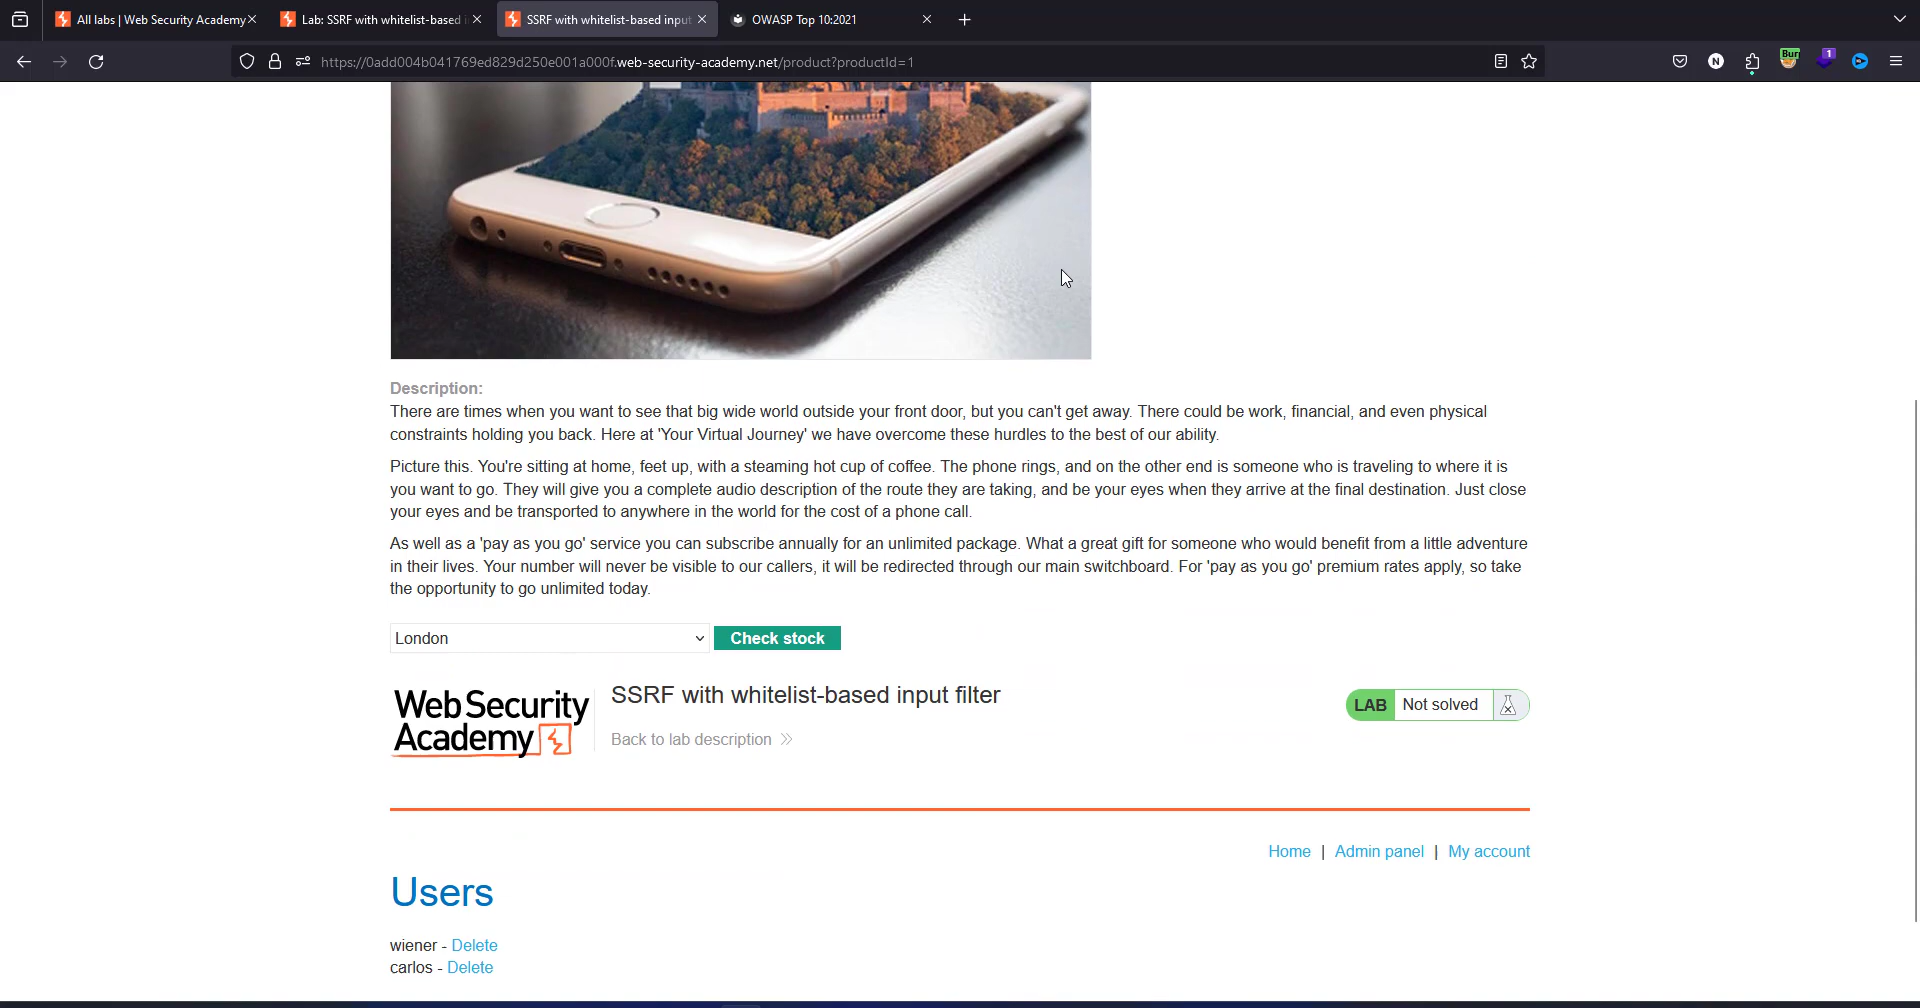 All labs | Web Security Academy
Lab: SSRF with whitelist-based i
SSRF with whitelist-based input
OWASP Top 10:2021
https://0add004b041769ed829d250e001a000f.web-security-academy.net/product?productId=1
N
Bur
1
Description:
There are times when you want to see that big wide world outside your front door, but you can't get away. There could be work, financial, and even physical
constraints holding you back. Here at 'Your Virtual Journey' we have overcome these hurdles to the best of our ability.
Picture this. You're sitting at home, feet up, with a steaming hot cup of coffee. The phone rings, and on the other end is someone who is traveling to where it is
you want to go. They will give you a complete audio description of the route they are taking, and be your eyes when they arrive at the final destination. Just close
your eyes and be transported to anywhere in the world for the cost of a phone call.
As well as a 'pay as you go' service you can subscribe annually for an unlimited package. What a great gift for someone who would benefit from a little adventure
in their lives. Your number will never be visible to our callers, it will be redirected through our main switchboard. For 'pay as you go' premium rates apply, so take
the opportunity to go unlimited today.
London
Check stock
Web Security
Academy
SSRF with whitelist-based input filter
Back to lab description
LAB Not solved
Home | Admin panel | My account
Users
wiener - Delete
carlos - Delete